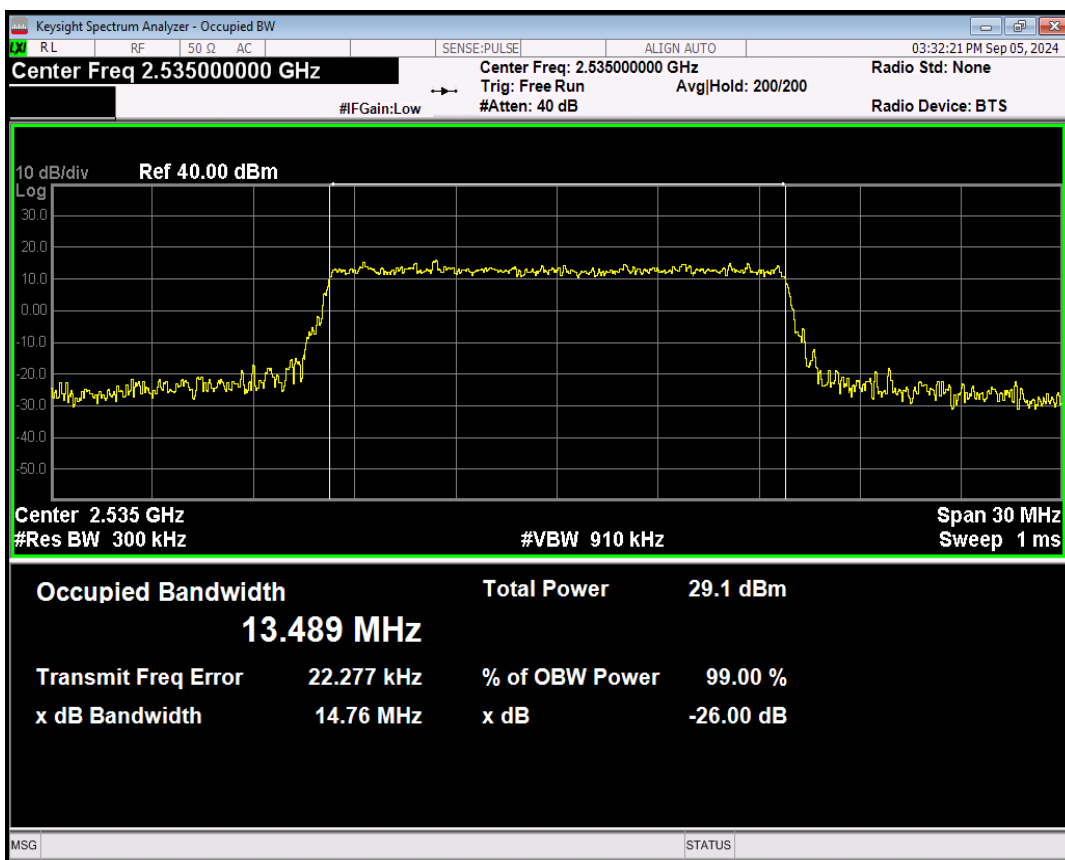 Keysight Spectrum Analyzer - Occupied BW
LXI RL RF 50 Ω AC SENSE:PULSE ALIGN AUTO 03:32:21 PM Sep 05, 2024
Center Freq 2.535000000 GHz Center Freq: 2.535000000 GHz Radio Std: None
Trig: Free Run Avg|Hold: 200/200
#IFGain:Low #Atten: 40 dB Radio Device: BTS
10 dB/div Ref 40.00 dBm
Log
30.0
20.0
10.0
0.00
-10.0
-20.0
-30.0
-40.0
-50.0
Center 2.535 GHz Span 30 MHz
#Res BW 300 kHz #VBW 910 kHz Sweep 1 ms
Occupied Bandwidth Total Power 29.1 dBm
13.489 MHz
Transmit Freq Error 22.277 kHz % of OBW Power 99.00 %
x dB Bandwidth 14.76 MHz x dB -26.00 dB
MSG STATUS